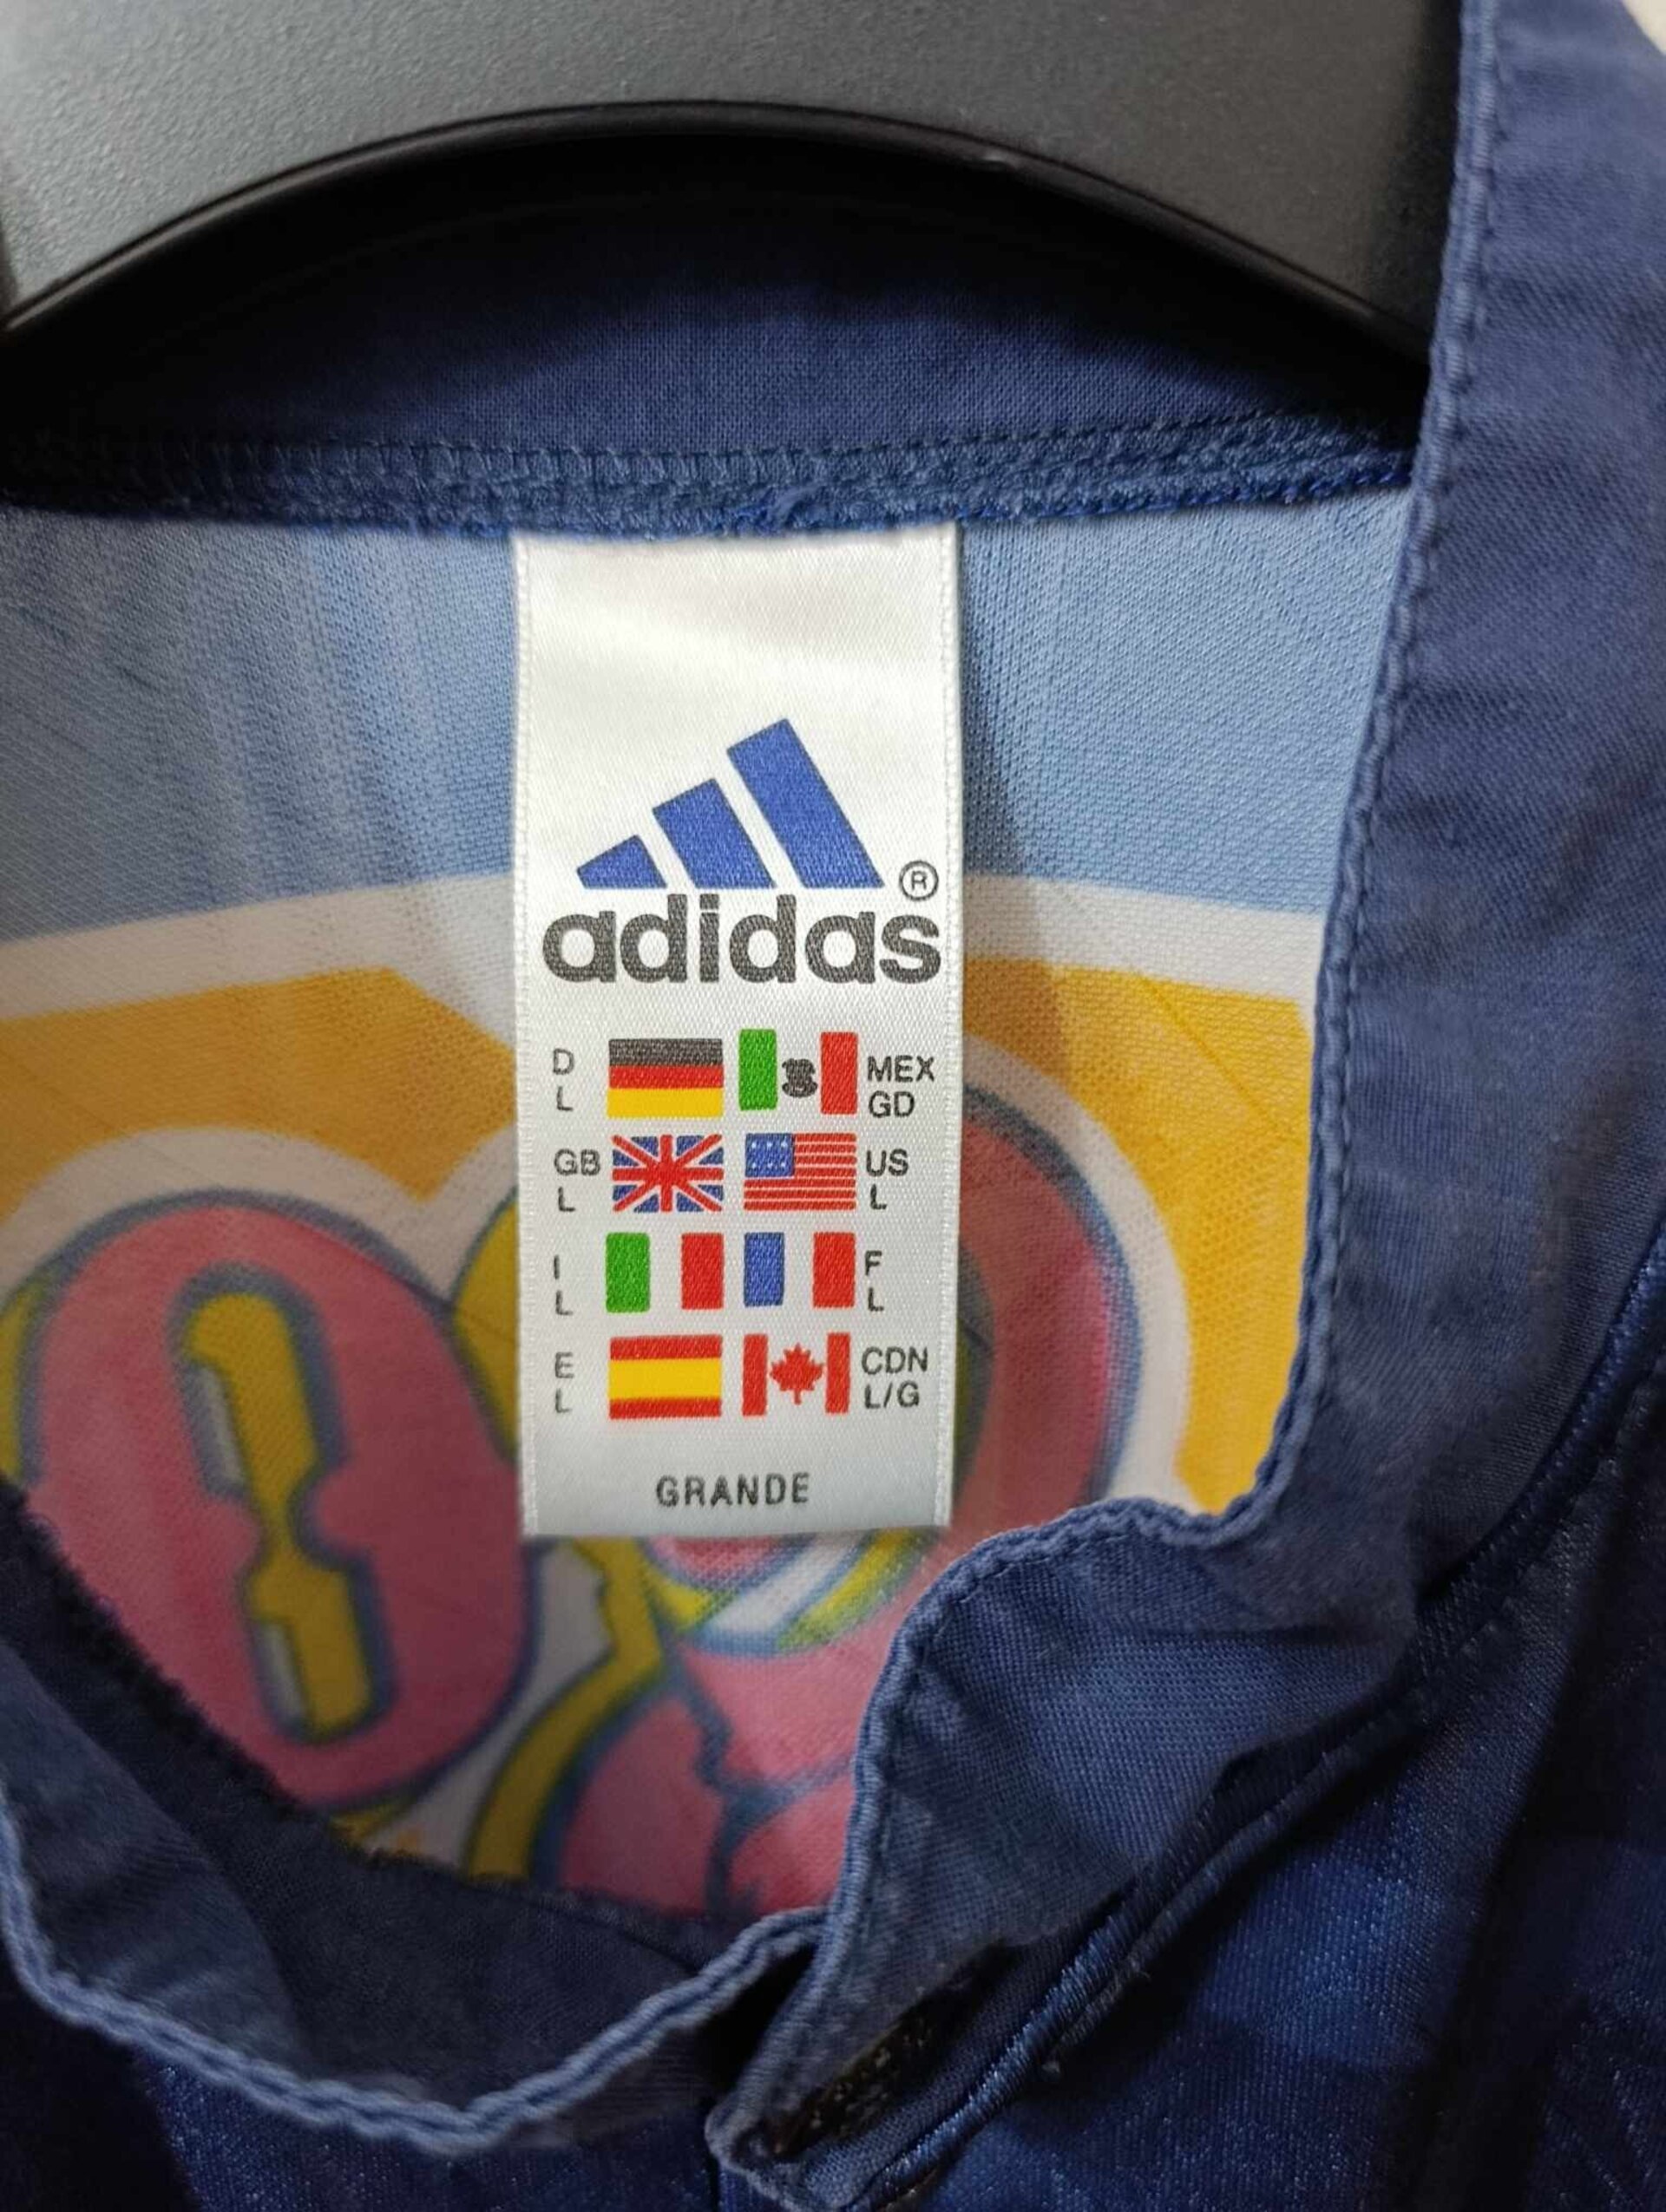 adidas®
D MEX
L GD
GB US
L L
I F
L L
E CDN
L L/G
GRANDE